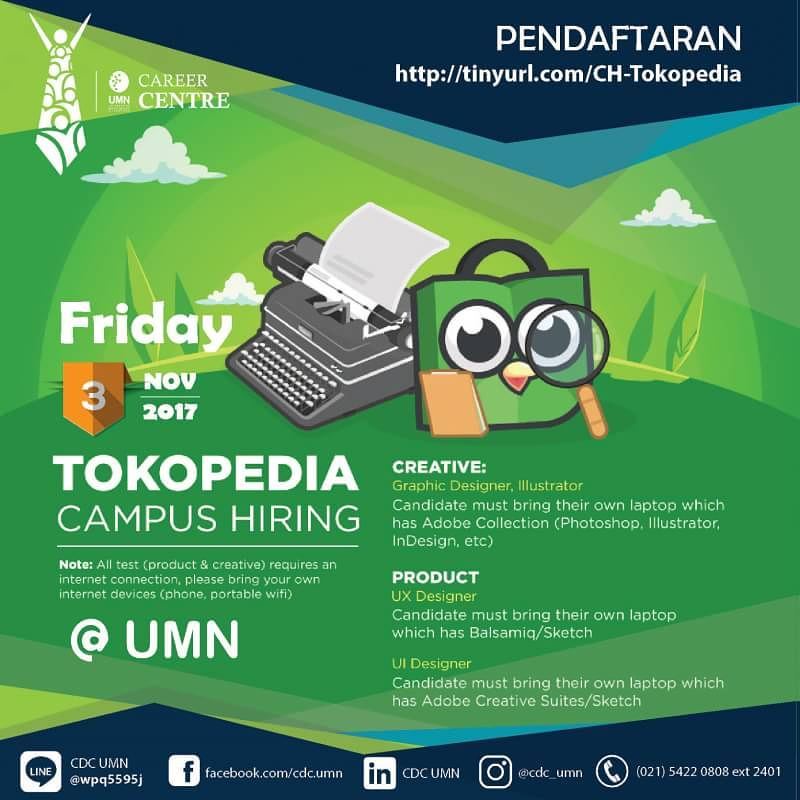 PENDAFTARAN
http://tinyurl.com/CH-Tokopedia
UMN
CAREER
CENTRE
Friday
3
NOV
2017
TOKOPEDIA
CAMPUS HIRING
Note: All test (product & creative) requires an
internet connection, please bring your own
internet devices (phone, portable wifi)
@ UMN
CREATIVE:
Graphic Designer, Illustrator
Candidate must bring their own laptop which
has Adobe Collection (Photoshop, Illustrator,
InDesign, etc)
PRODUCT
UX Designer
Candidate must bring their own laptop
which has Balsamiq/Sketch
UI Designer
Candidate must bring their own laptop which
has Adobe Creative Suites/Sketch
LINE
CDC UMN
@wpq5595j
f
facebook.com/cdc.umn
in
CDC UMN
@cdc_umn
(021) 5422 0808 ext 2401